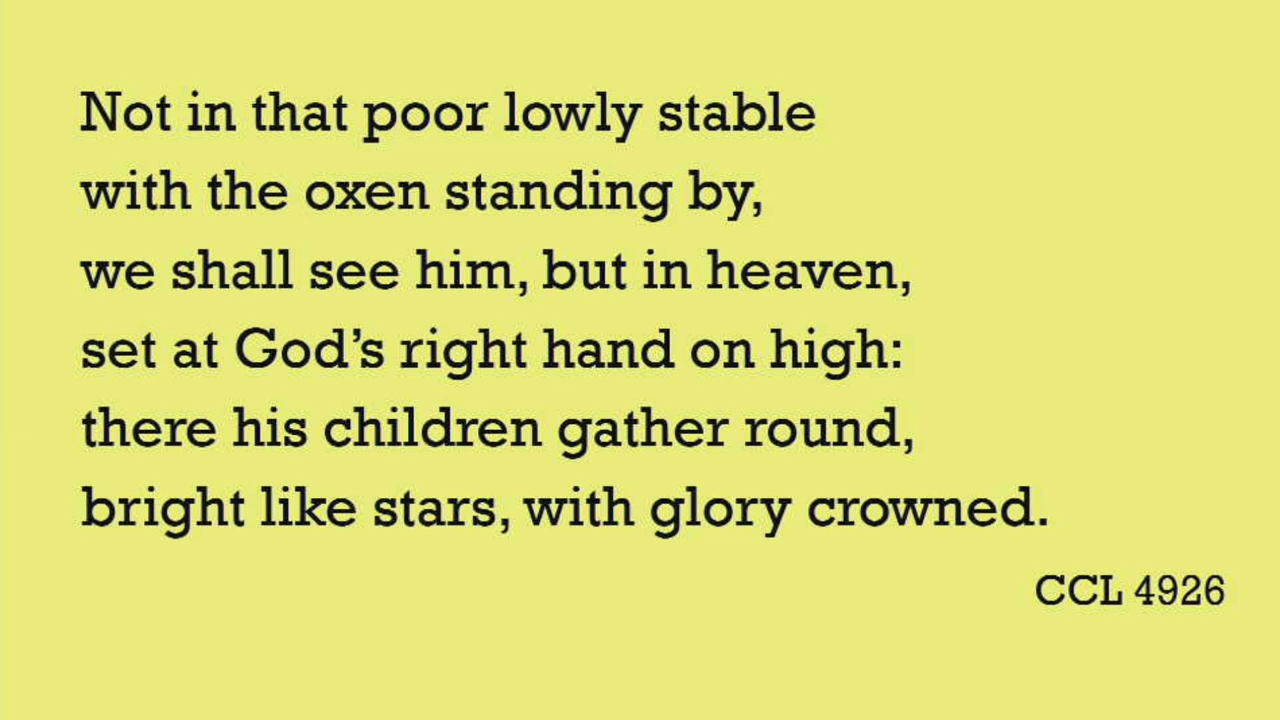 Not in that poor lowly stable
with the oxen standing by,
we shall see him, but in heaven,
set at God’s right hand on high:
there his children gather round,
bright like stars, with glory crowned.
CCL 4926